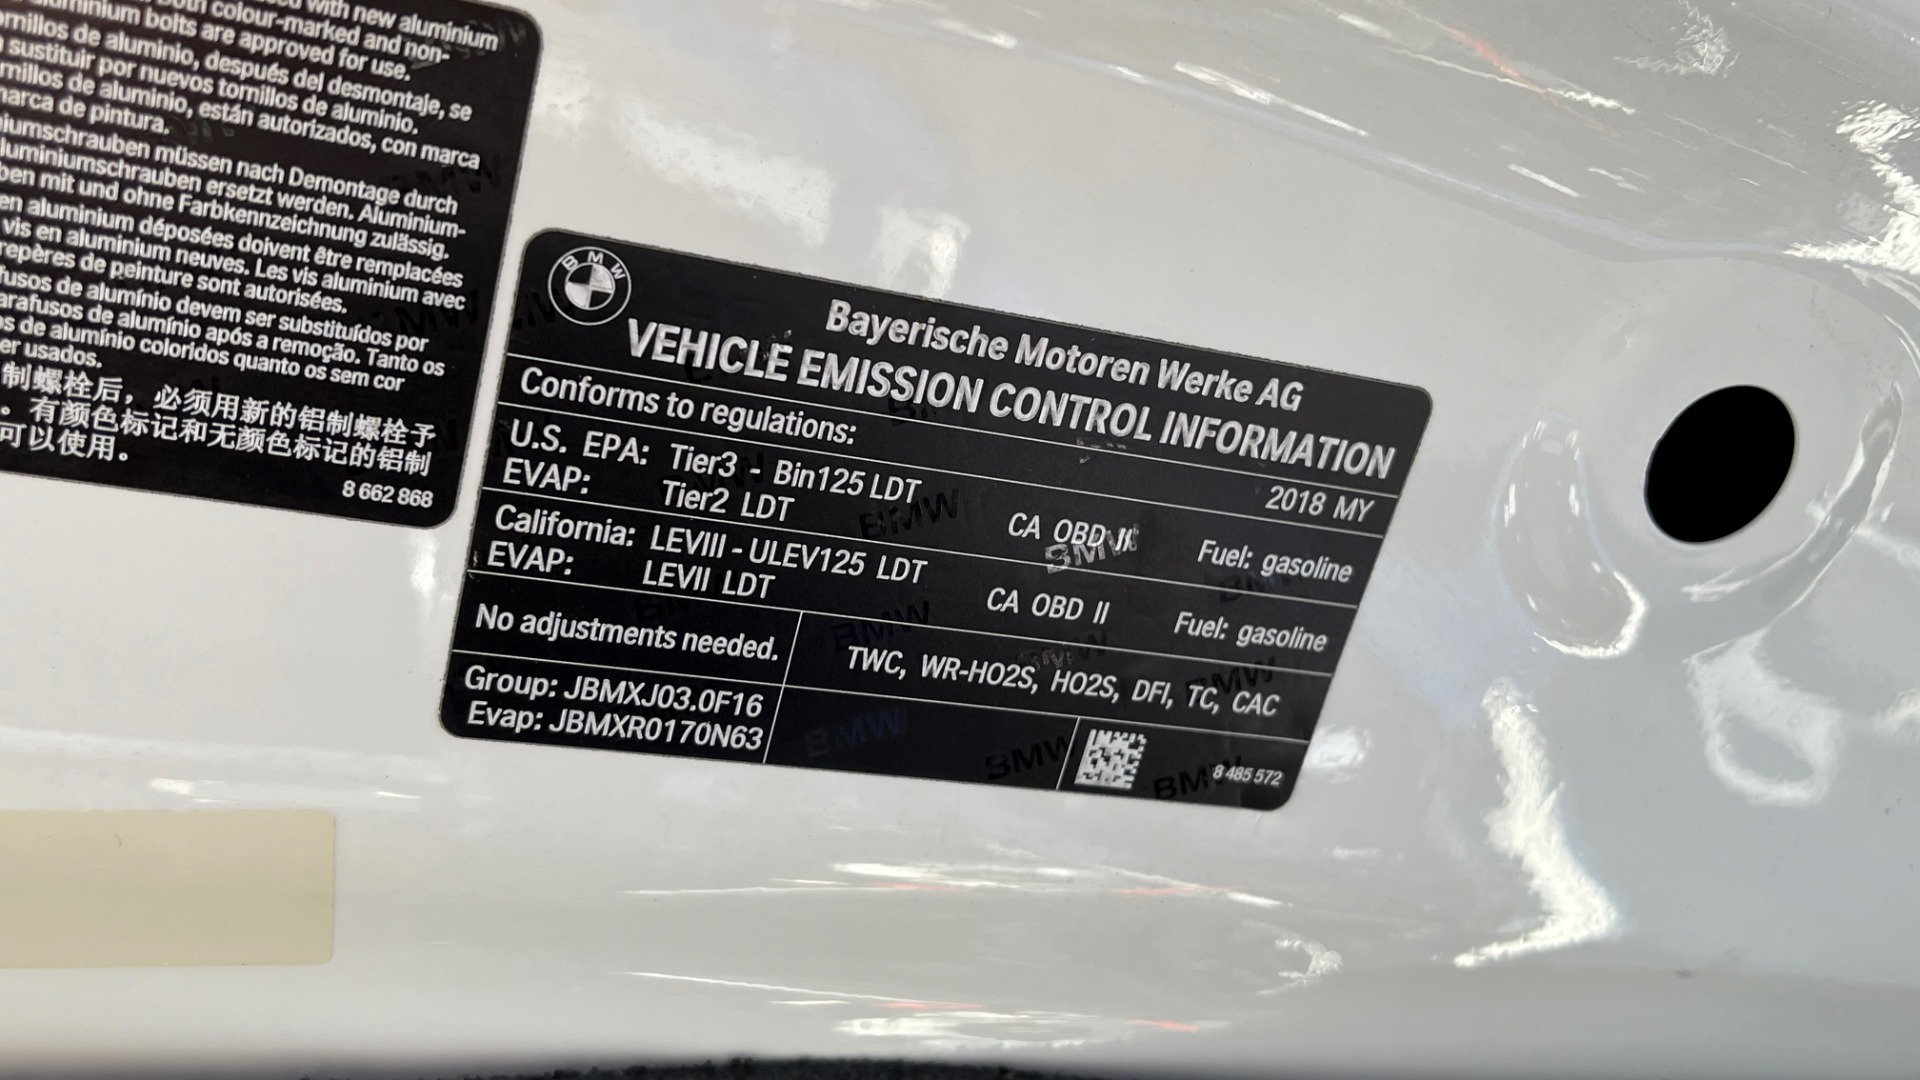 with new aluminium
aluminium bolts are approved for use.
both colour-marked and non-
tornillos de aluminio, después del desmontaje, se
sustituir por nuevos tornillos de aluminio.
de aluminio, están autorizados, con marca
marca de pintura.
müssen nach Demontage durch
ersetzt werden. Aluminium-
mit und ohne Farbkennzeichnung zulässig.
en aluminium déposées doivent être remplacées
vis en aluminium neuves. Les vis aluminium avec
repères de peinture sont autorisées.
de alumínio devem ser substituídos por
de alumínio após a remoção. Tanto os
de alumínio coloridos quanto os sem cor
usados.
制螺栓后，必须用新的铝制螺栓予
。有颜色标记和无颜色标记的铝制
可以使用。
8 662 868
BMW
Bayerische Motoren Werke AG
VEHICLE EMISSION CONTROL INFORMATION
Conforms to regulations:
2018 MY
U.S. EPA: Tier3 - Bin125 LDT
EVAP: Tier2 LDT
CA OBD II
Fuel: gasoline
California: LEVIII - ULEV125 LDT
EVAP: LEVII LDT
CA OBD II
Fuel: gasoline
No adjustments needed.
TWC, WR-HO2S, HO2S, DFI, TC, CAC
Group: JBMXJ03.0F16
Evap: JBMXR0170N63
8 485 572